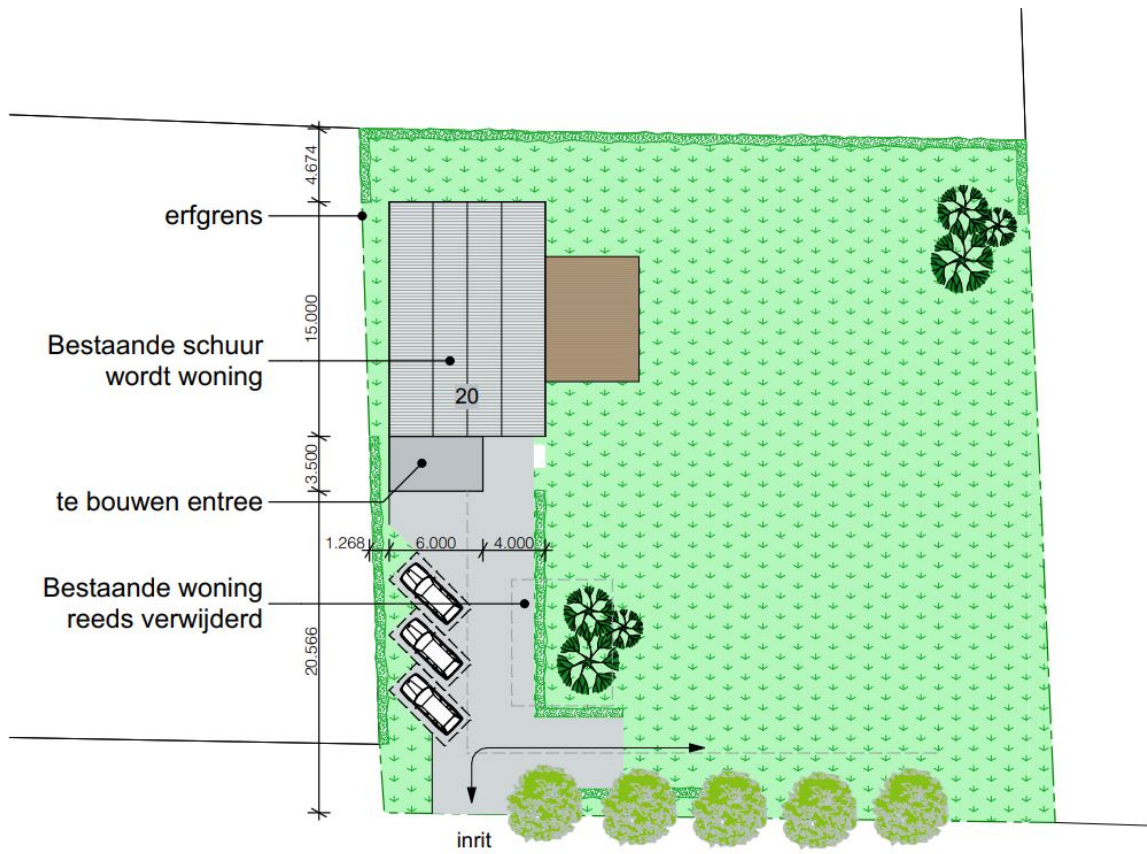 4.674
erfgrens
15.000
Bestaande schuur
wordt woning
20
3.500
te bouwen entree
1.268
6.000
4.000
Bestaande woning
reeds verwijderd
20.566
inrit